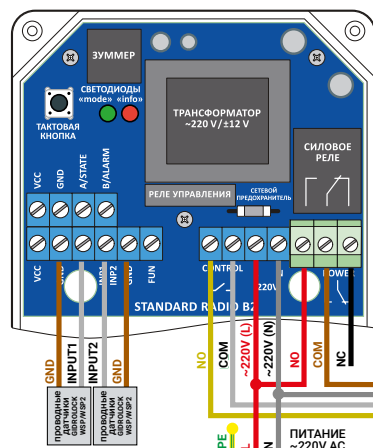 ЗУММЕР
СВЕТОДИОДЫ
«mode» «info»
ТАКТОВАЯ
КНОПКА
ТРАНСФОРМАТОР
~220 V/±12 V
СИЛОВОЕ
РЕЛЕ
VCC
GND
A/STATE
B/ALARM
РЕЛЕ УПРАВЛЕНИЯ
СЕТЕВОЙ
ПРЕДОХРАНИТЕЛЬ
VCC
GND
INP1
INP2
GND
FUN
CONTROL
220V
POWER
STANDARD RADIO B2
GND
INPUT1
INPUT2
GND
NO
COM
~220V (L)
~220V (N)
NO
COM
NC
проводные
датчики
GIDROLOCK
WSP/WSP2
проводные
датчики
GIDROLOCK
WSP/WSP2
PE
L
N
ПИТАНИЕ
~220V AC